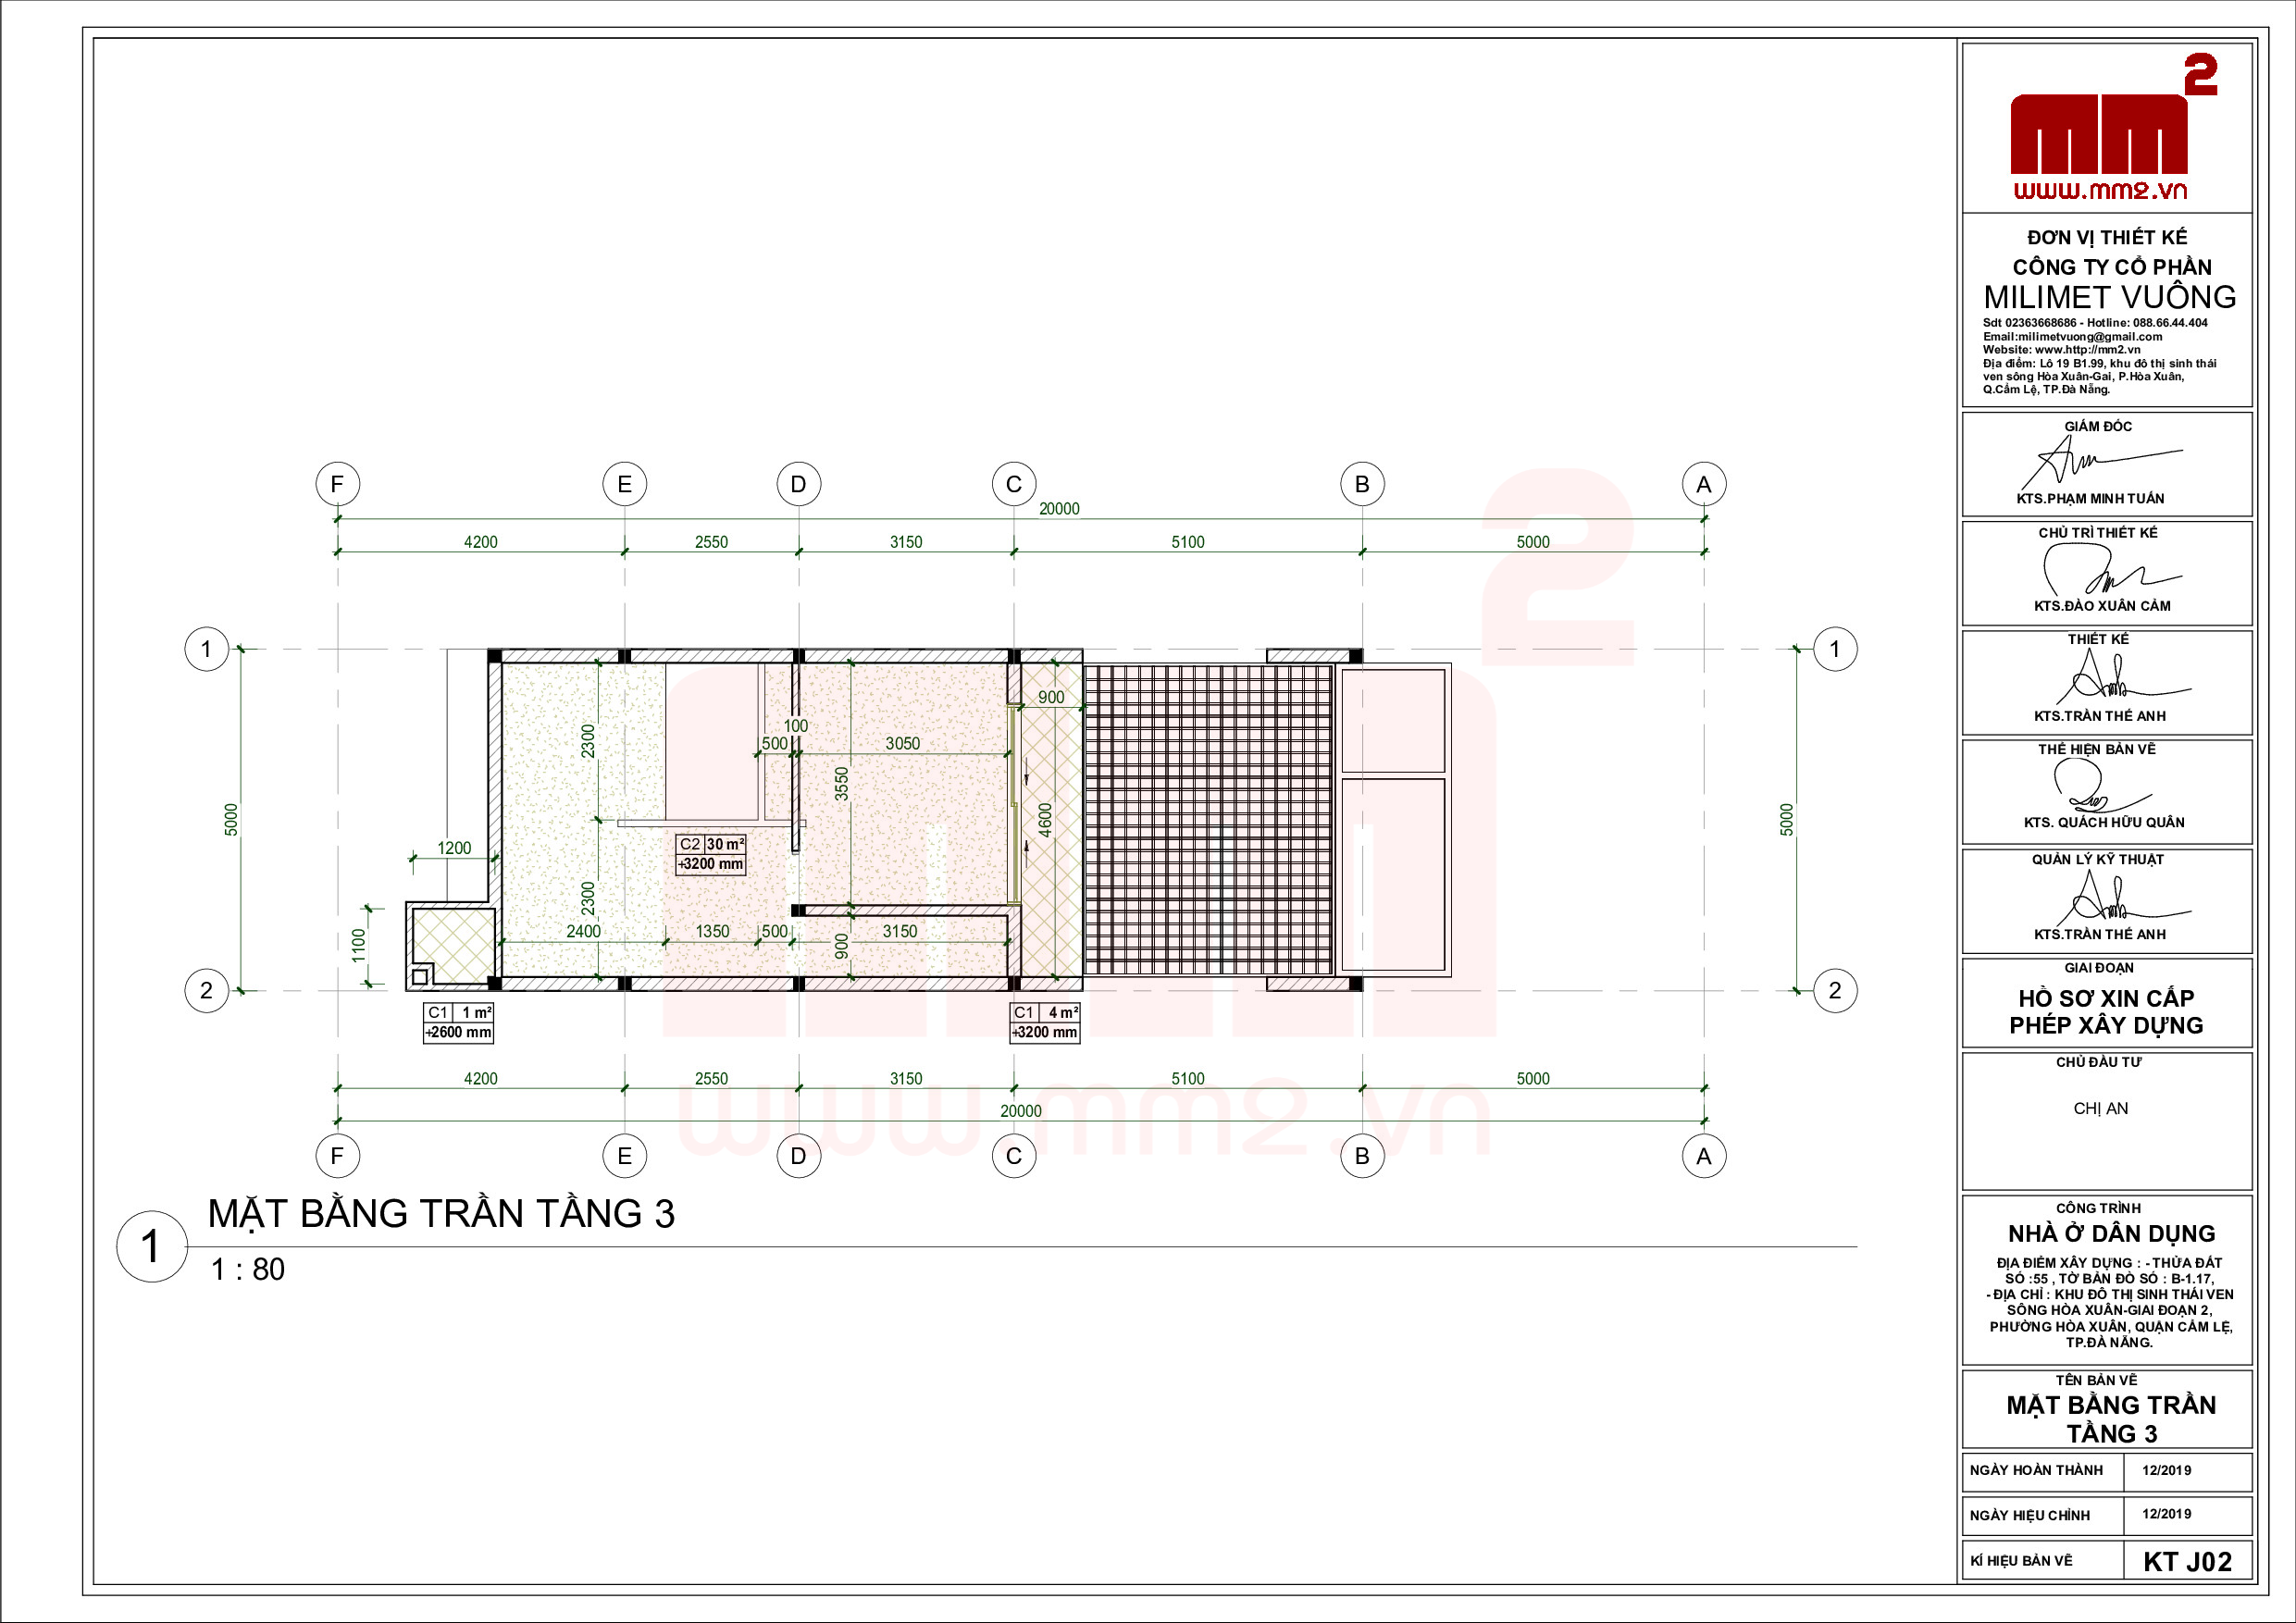 F
E
D
C
B
A
20000
4200
2550
3150
5100
5000
1
1
900
100
500
3050
2300
3550
4600
5000
5000
C2 30 m²
+3200 mm
1200
2300
2400
1350
500
3150
900
1100
2
2
C1 1 m²
+2600 mm
C1 4 m²
+3200 mm
4200
2550
3150
5100
5000
20000
F
E
D
C
B
A
mm2
www.mm2.vn
1
MẶT BẰNG TRẦN TẦNG 3
1 : 80
mm2
www.mm2.vn
ĐƠN VỊ THIẾT KẾ
CÔNG TY CỔ PHẦN
MILIMET VUÔNG
Sdt 02363668686 - Hotline: 088.66.44.404
Email:milimetvuong@gmail.com
Website: www.http://mm2.vn
Địa điểm: Lô 19 B1.99, khu đô thị sinh thái
ven sông Hòa Xuân-Gai, P.Hòa Xuân,
Q.Cẩm Lệ, TP.Đà Nẵng.
GIÁM ĐỐC
KTS.PHẠM MINH TUẤN
CHỦ TRÌ THIẾT KẾ
KTS.ĐÀO XUÂN CẢM
THIẾT KẾ
KTS.TRẦN THẾ ANH
THỂ HIỆN BẢN VẼ
KTS. QUÁCH HỮU QUÂN
QUẢN LÝ KỸ THUẬT
KTS.TRẦN THẾ ANH
GIAI ĐOẠN
HỒ SƠ XIN CẤP
PHÉP XÂY DỰNG
CHỦ ĐẦU TƯ
CHỊ AN
CÔNG TRÌNH
NHÀ Ở DÂN DỤNG
ĐỊA ĐIỂM XÂY DỰNG : - THỬA ĐẤT
SỐ :55 , TỜ BẢN ĐỒ SỐ : B-1.17,
- ĐỊA CHỈ : KHU ĐÔ THỊ SINH THÁI VEN
SÔNG HÒA XUÂN-GIAI ĐOẠN 2,
PHƯỜNG HÒA XUÂN, QUẬN CẨM LỆ,
TP.ĐÀ NẴNG.
TÊN BẢN VẼ
MẶT BẰNG TRẦN
TẦNG 3
NGÀY HOÀN THÀNH 12/2019
NGÀY HIỆU CHỈNH 12/2019
KÍ HIỆU BẢN VẼ KT J02